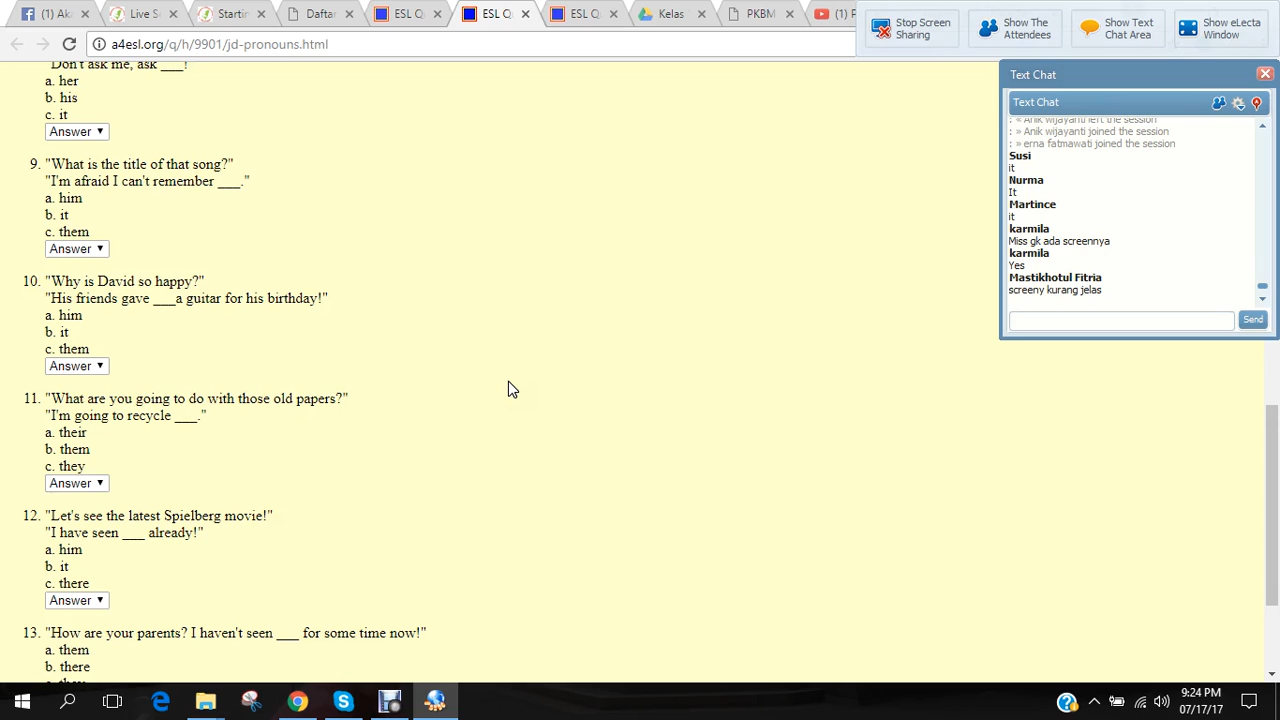 (1) Aka
Live S
Startin
Daftar
ESL Q
ESL Q
ESL Q
Kelas
PKBM
(1) P
a4esl.org/q/h/9901/jd-pronouns.html
Stop Screen
Sharing
Show The
Attendees
Show Text
Chat Area
Show eLecta
Window
"Don't ask me, ask ___!
a. her
b. his
c. it
Answer
9. "What is the title of that song?"
"I'm afraid I can't remember ___."
a. him
b. it
c. them
Answer
10. "Why is David so happy?"
"His friends gave ___a guitar for his birthday!"
a. him
b. it
c. them
Answer
11. "What are you going to do with those old papers?"
"I'm going to recycle ___."
a. their
b. them
c. they
Answer
12. "Let's see the latest Spielberg movie!"
"I have seen ___ already!"
a. him
b. it
c. there
Answer
13. "How are your parents? I haven't seen ___ for some time now!"
a. them
b. there
Text Chat
Text Chat
: » Anik wijayanti left the session
: » Anik wijayanti joined the session
: » erna fatmawati joined the session
Susi
it
Nurma
It
Martince
it
karmila
Miss gk ada screennya
karmila
Yes
Mastikhotul Fitria
screeny kurang jelas
Send
9:24 PM
07/17/17